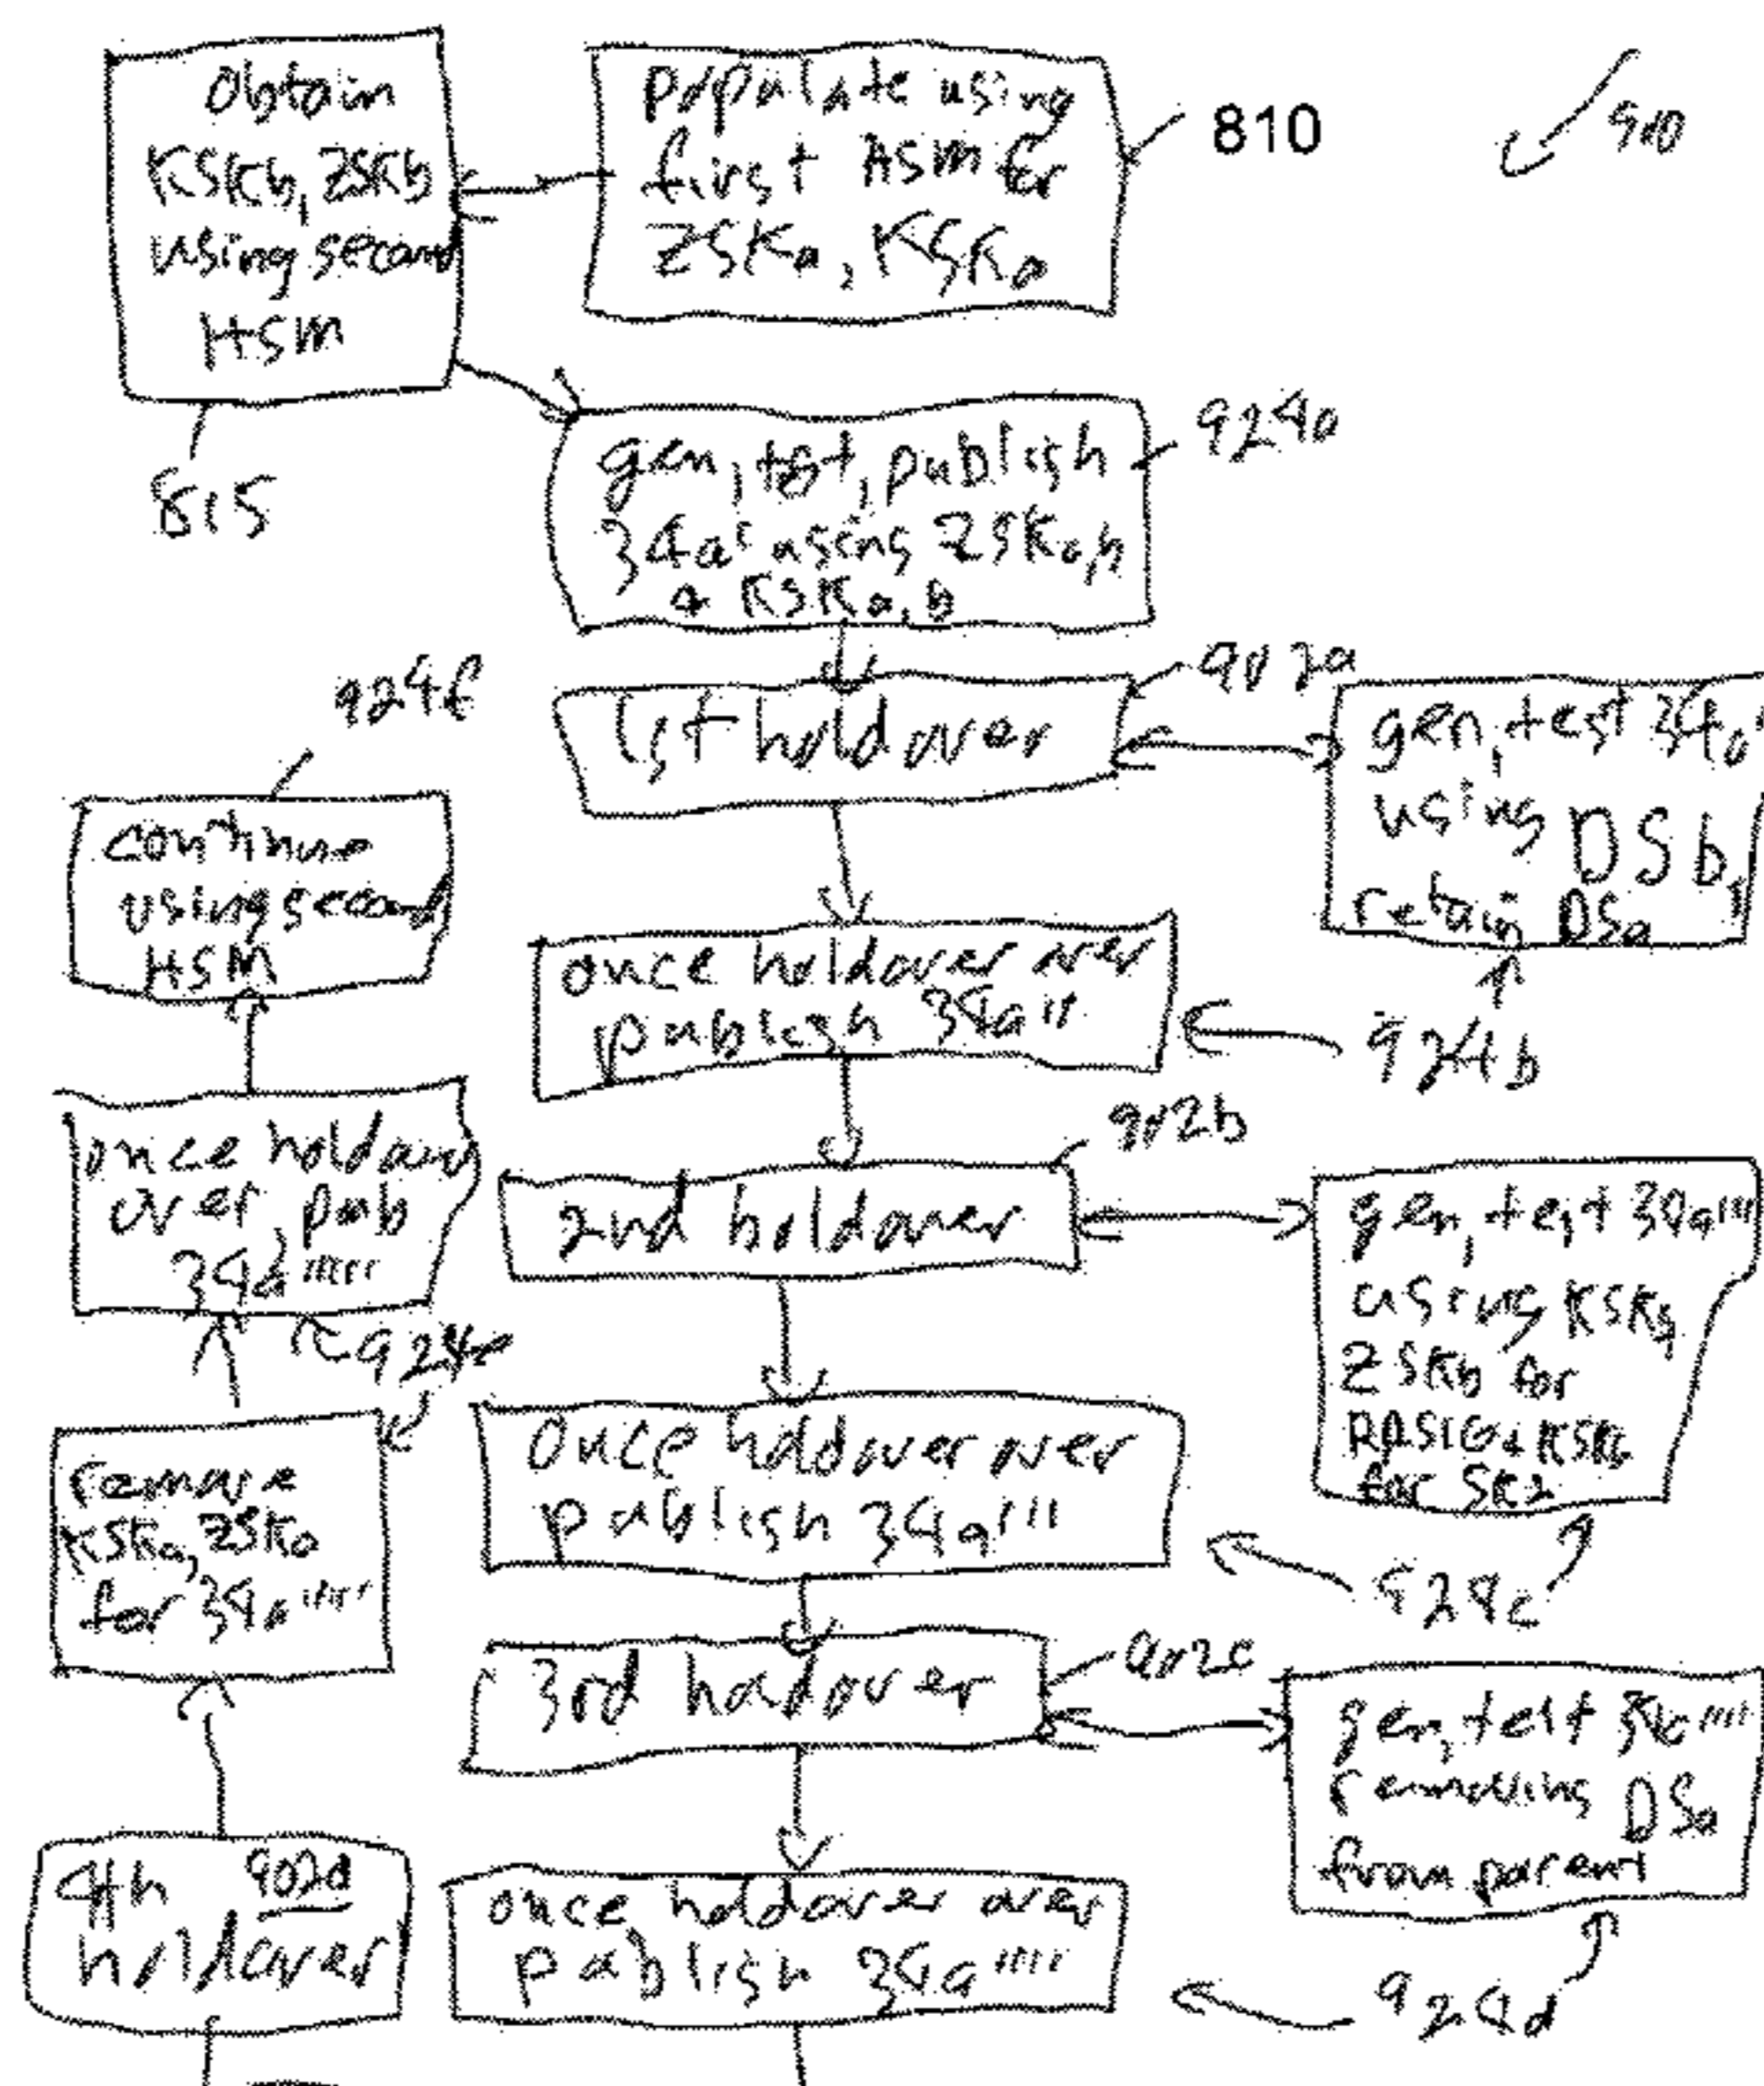 Obtain
KSKb, ZSKb
using second
HSM
815
populate using
first HSM for
ZSKa, KSKa
810
900
gen, test, publish
34a' using ZSKa,b
+ KSKa,b
924a
1st holdover
902a
gen, test 34a''
using DSb,
retain DSa
once holdover over
publish 34a''
924b
2nd holdover
902b
gen, test 34a'''
using KSKb,
ZSKb for
RRSIG + KSKb
for
once holdover over
publish 34a'''
924c
3rd holdover
902c
gen, test 34a''''
removing DSa
from parent
once holdover over
publish 34a''''
924d
4th 902d
holdover
remove
KSKa, ZSKa
for 34a'''''
924e
once holdover
over, pub
34a'''''
continue
using second
HSM
924f